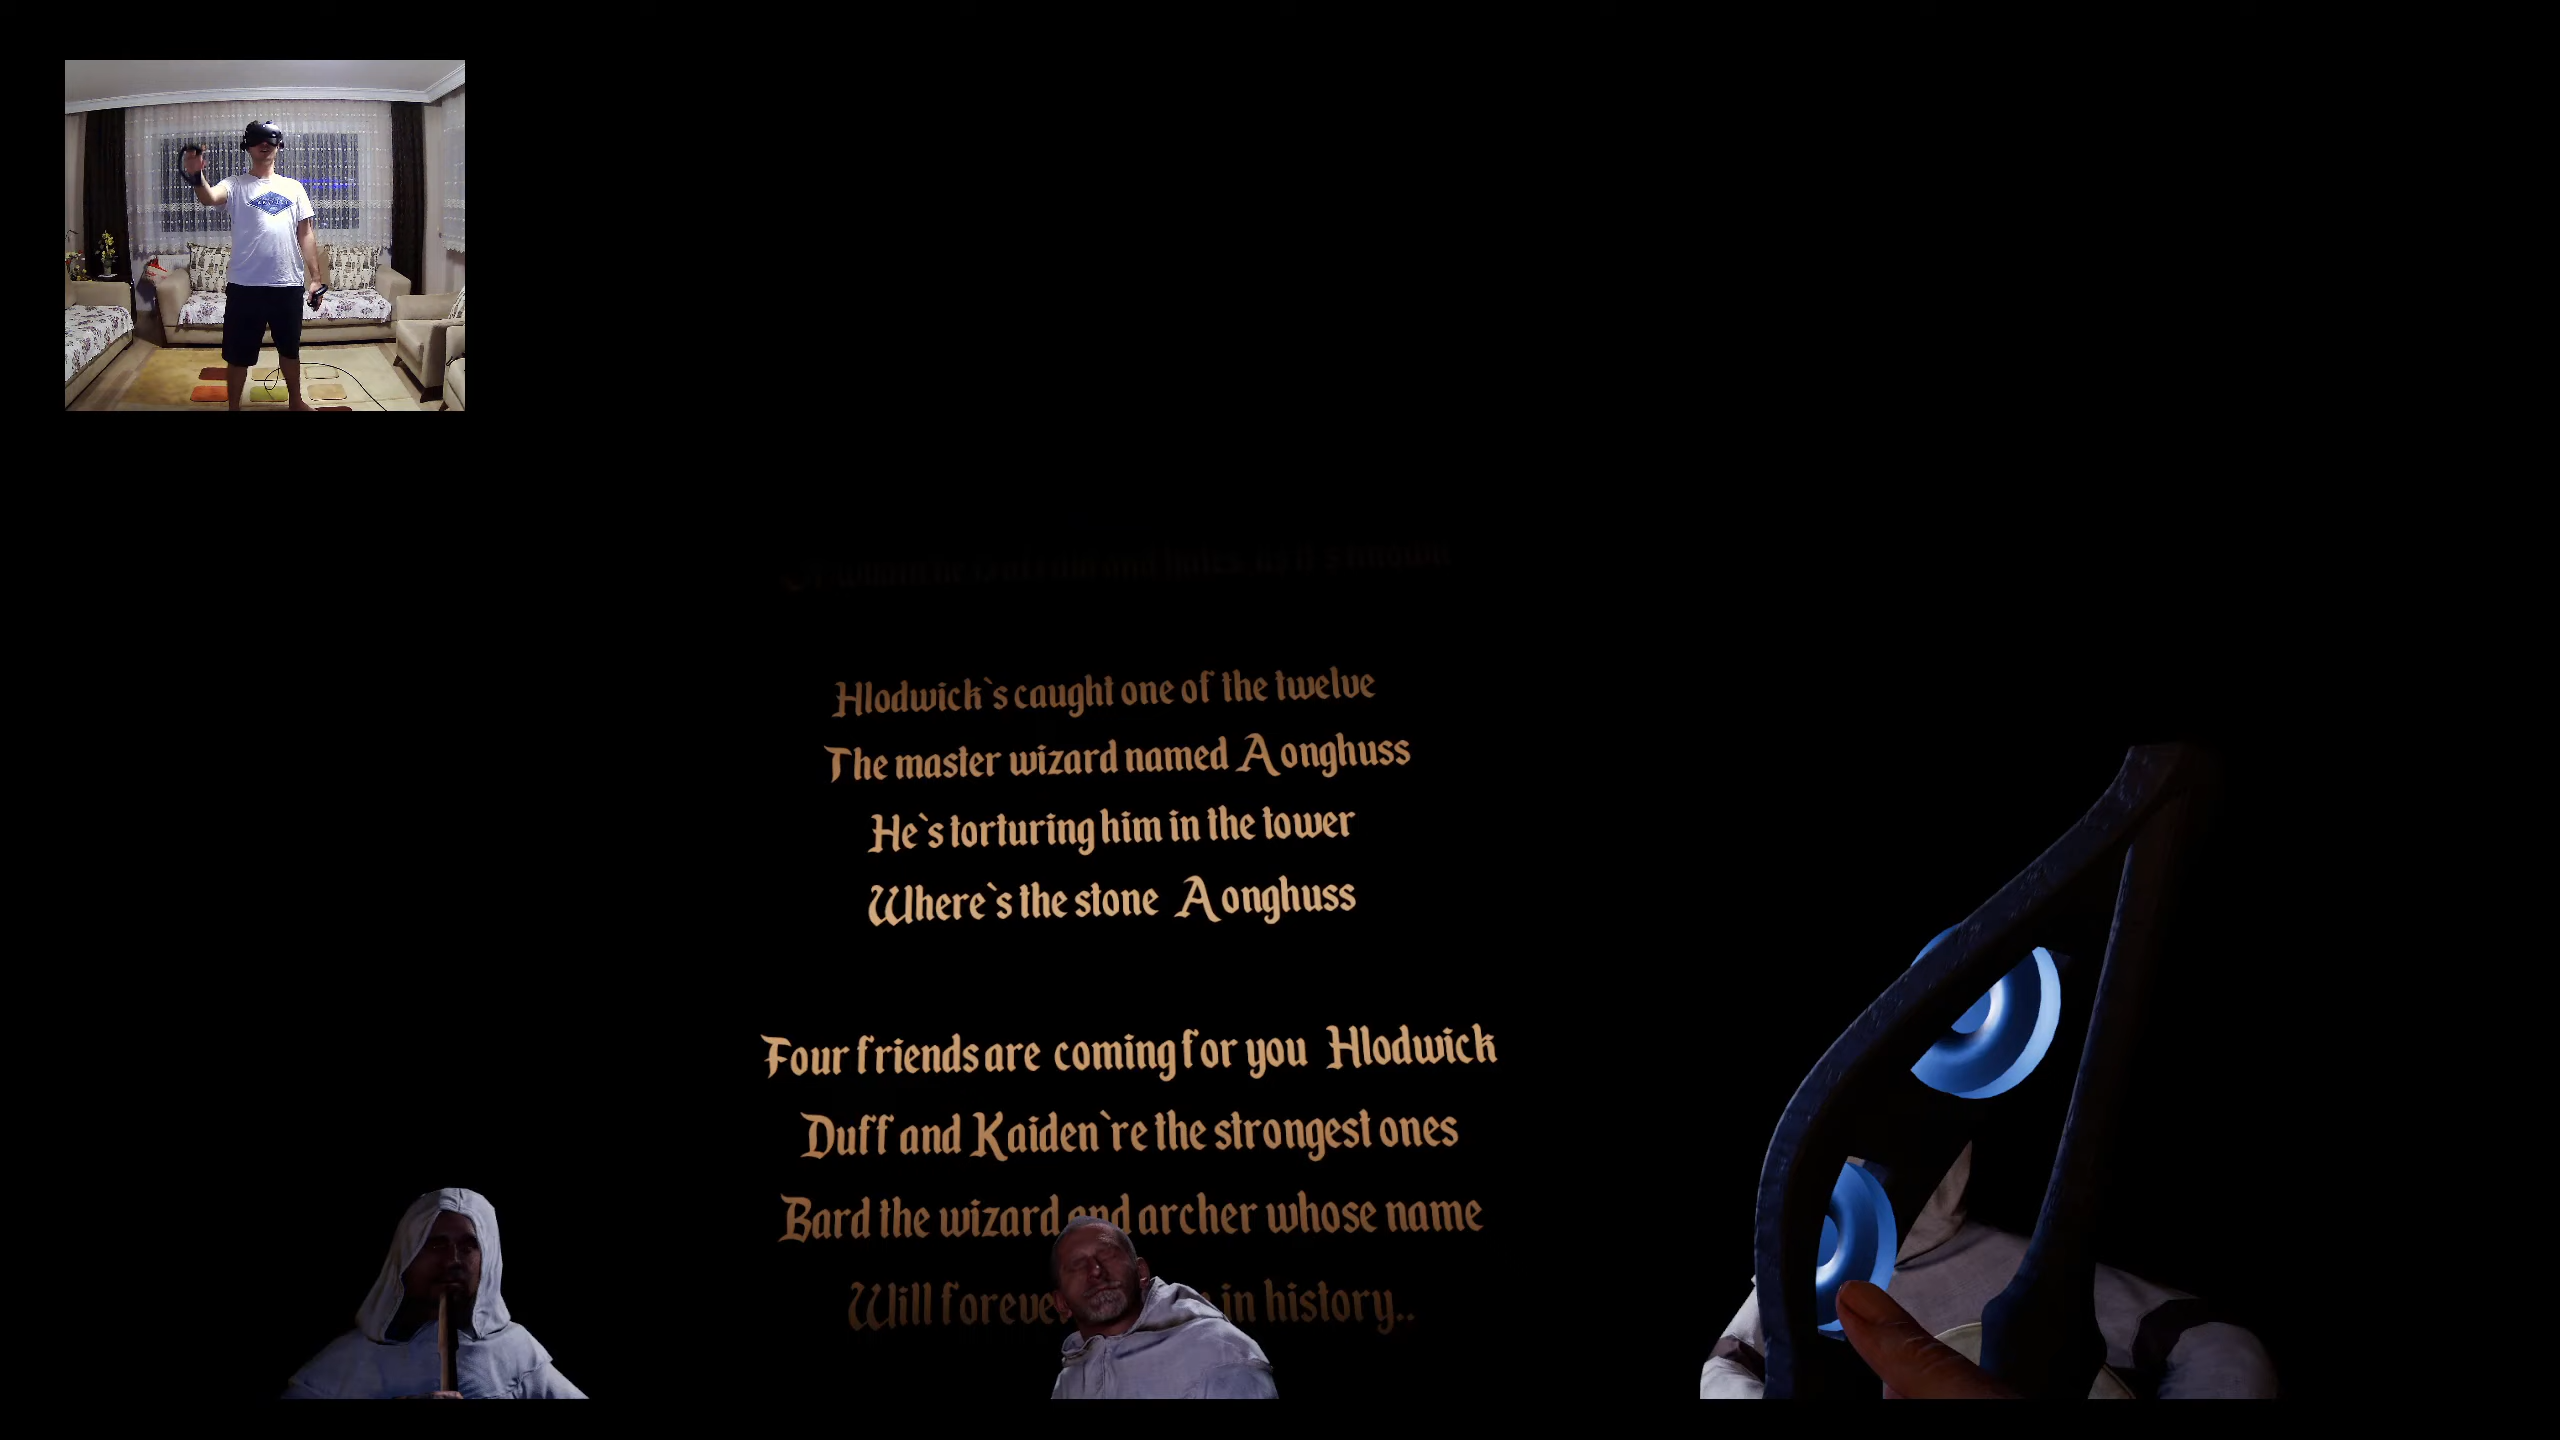 Hlodwick`s caught one of the twelve
The master wizard named Aonghuss
He`s torturing him in the tower
Where`s the stone Aonghuss
Four friends are coming for you Hlodwick
Duff and Kaiden`re the strongest ones
Bard the wizard and archer whose name
Will in history..